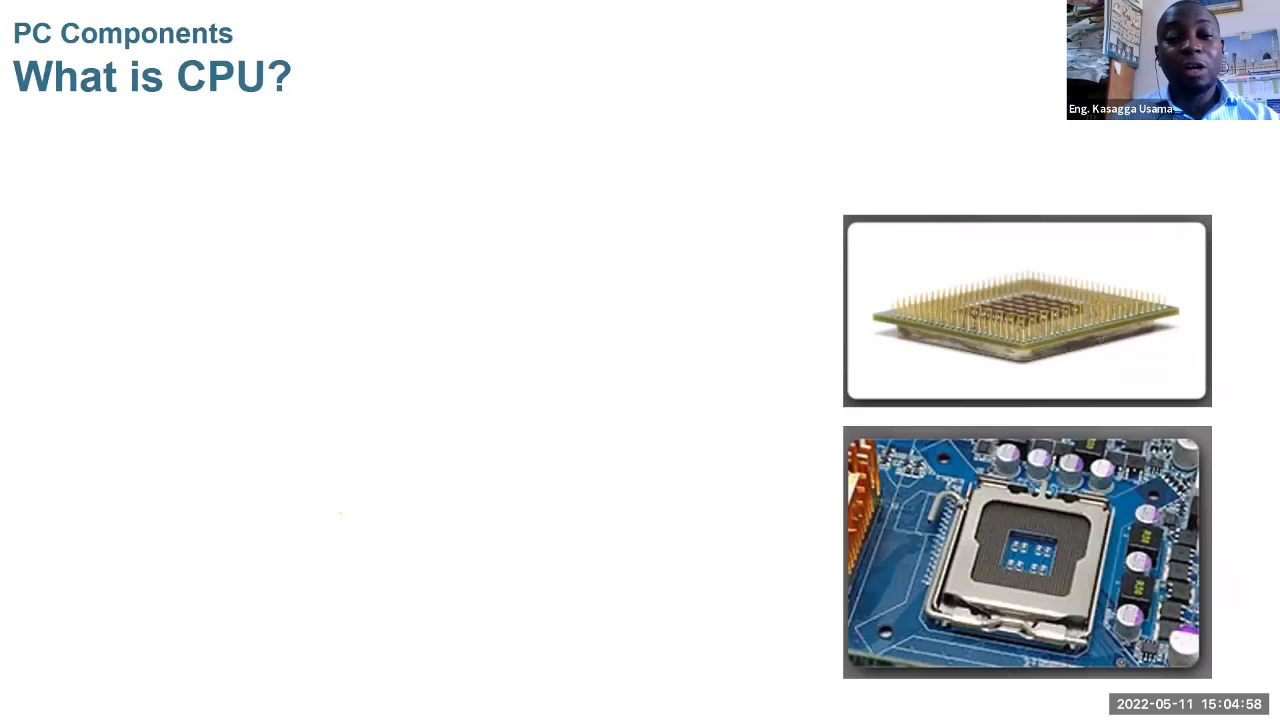 PC Components
What is CPU?
Eng. Kasagga Usama
2022-05-11 15:04:58